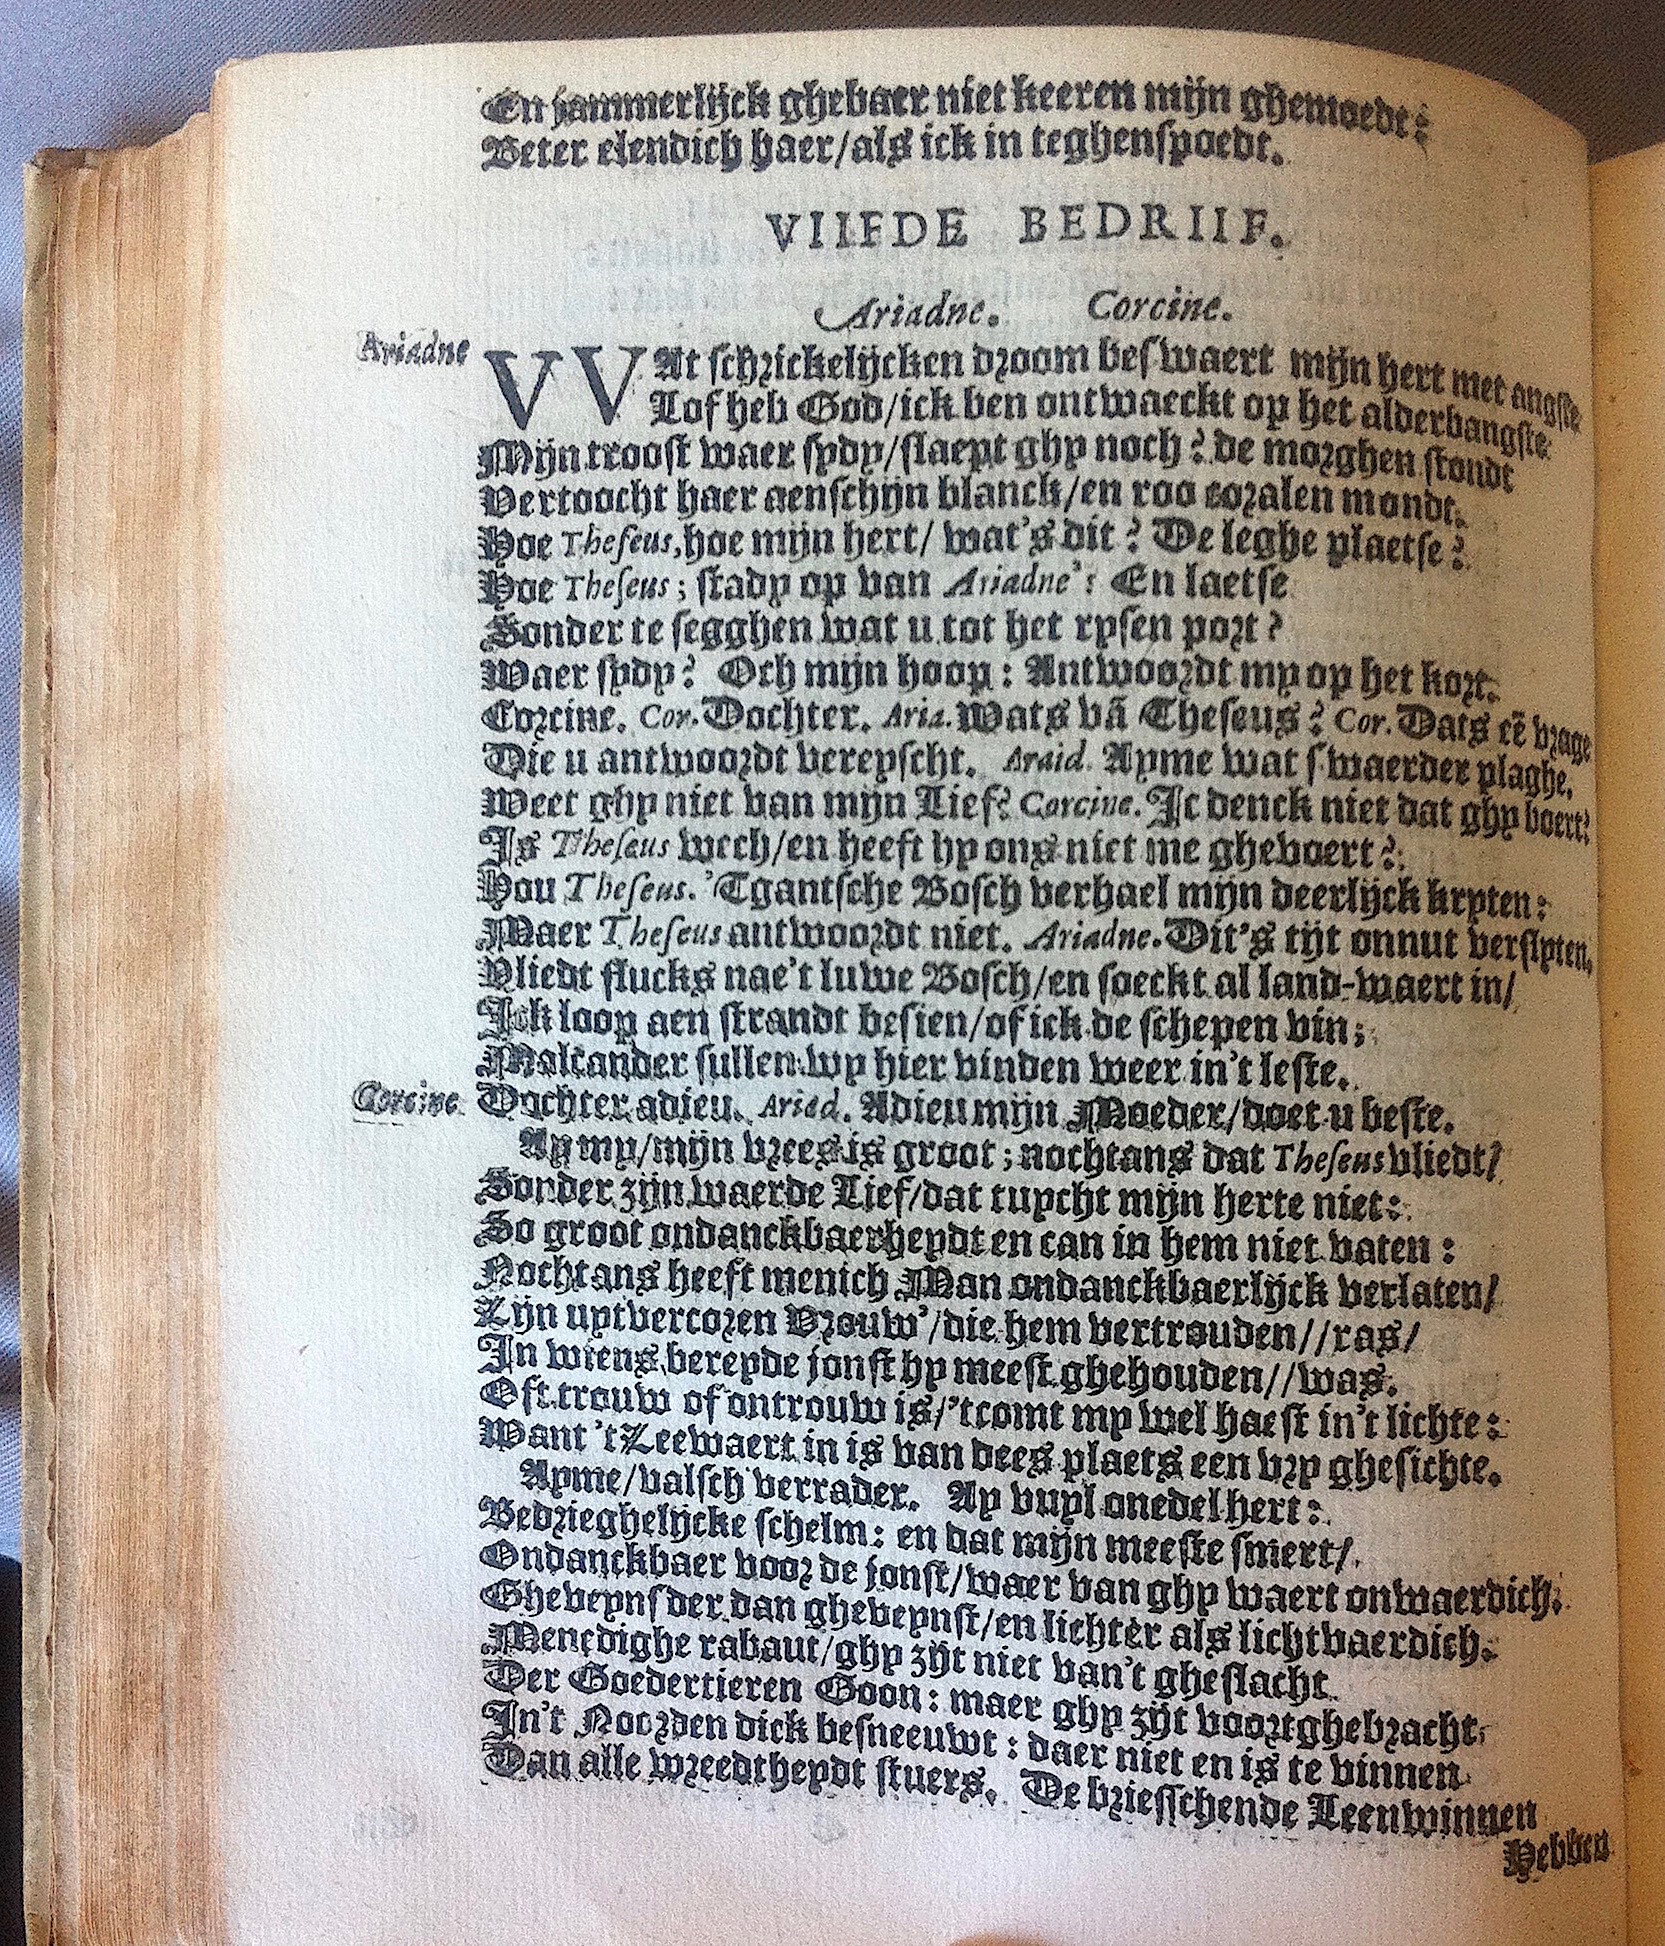 En jammerlijck ghebaer niet keeren mijn ghemoedt:
Beter elendich haer/als ick in teghenspoedt.
VIIFDE BEDRIIF.
Ariadne. Corcine.
Ariadne VVAt schrickelijcken droom beswaert mijn hert met angste
Lof heb God/ick ben ontwaeckt op het alderbangste:
Mijn troost waer sydy/slaept ghy noch? de morghen stondt
Vertoocht haer aenschijn blanck/en roo coralen mondt.
Hoe Theseus, hoe mijn hert/ wat's dit? De leghe plaetse?
Hoe Theseus; stady op van Ariadne'? En laetse
Sonder te segghen wat u tot het rysen port?
Waer sydy? Och mijn hoop: Antwoordt my op het kort.
Corcine. Cor. Dochter. Aria. Wats vã Theseus? Cor. Dats eẽ vrage
Die u antwoordt vereyscht. Araid. Ayme wat swaerder plaghe.
Weet ghy niet van mijn Lief? Corcine. Ic denck niet dat ghy boert?
Is Theseus wech/en heeft hy ons niet me ghevoert?
Hou Theseus. 'Tgantsche Bosch verhael mijn deerlijck kryten:
Maer Theseus antwoordt niet. Ariadne. Dit's tijt onnut verslyten.
Vliedt flucks nae't luwe Bosch/en soeckt al land-waert in/
Ick loop aen strandt besien/of ick de schepen vin;
Malcander sullen wy hier vinden weer in't leste.
Corcine Dochter adieu. Ariad. Adieu mijn Moeder/doet u beste.
Ay my/mijn vrees is groot; nochtans dat Theseus vliedt/
Sonder zijn waerde Lief/dat tuycht mijn herte niet:
So groot ondanckbaerheydt en can in hem niet vaten:
Nochtans heeft menich Man ondanckbaerlijck verlaten/
Zijn uytvercoren Vrouw'/die hem vertrouden//ras/
In wiens bereyde jonst hy meest ghehouden//was.
Oft trouw of ontrouw is/'tcomt my wel haest in't lichte:
Want 't Zeewaert in is van dees plaets een vry ghesichte.
Ayme/valsch verrader. Ay vuyl onedel hert:
Bedrieghelijcke schelm: en dat mijn meeste smert/
Ondanckbaer voor de jonst/waer van ghy waert onwaerdich:
Gheveynsder dan gheveynst/en lichter als lichtvaerdich.
Menedighe rabaut/ghy zijt niet van't gheslacht
Der Goedertieren Goon: maer ghy zijt voortghebracht
In't Noorden dick besneeuwt: daer niet en is te vinnen
Dan alle wreedtheydt stuers. De briesschende Leeuwinnen
Hebben